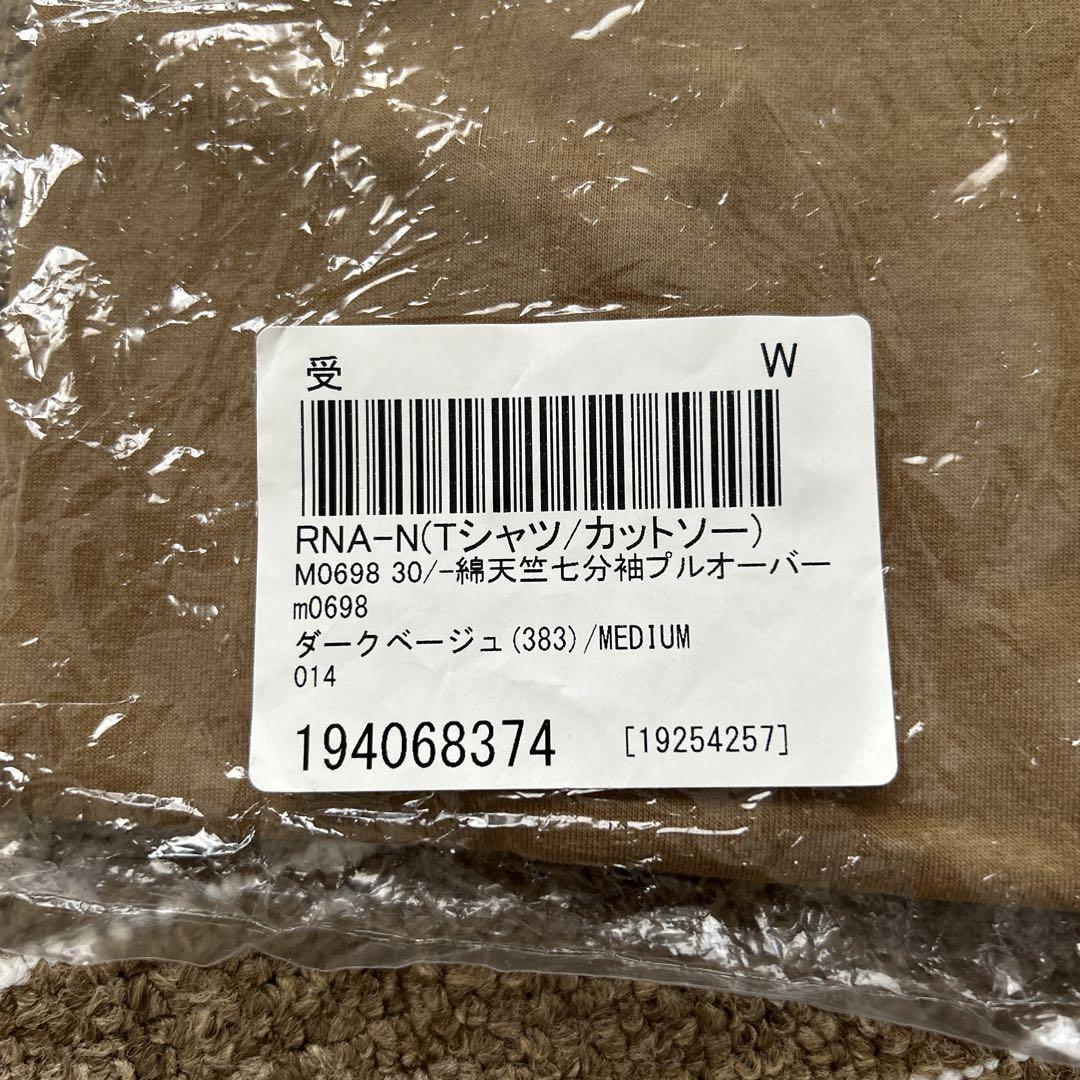 受 W
RNA-N(Tシャツ/カットソー)
M0698 30/-綿天竺七分袖プルオーバー
m0698
ダークベージュ(383)/MEDIUM
014
194068374 [19254257]